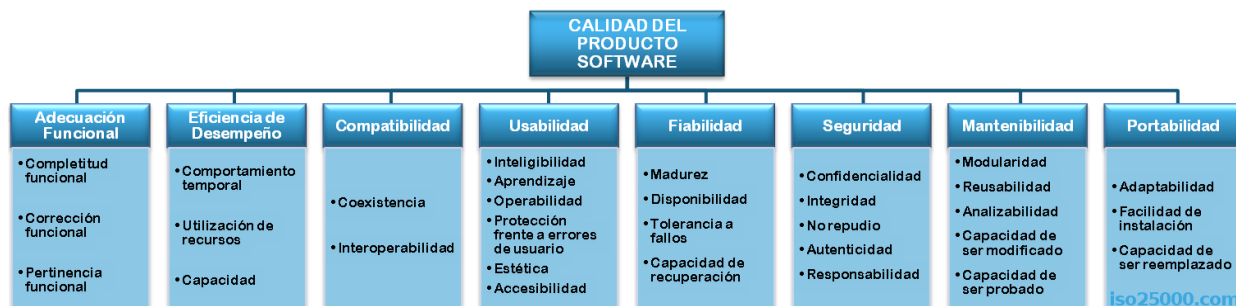 CALIDAD DEL
PRODUCTO
SOFTWARE
Adecuación
Funcional
• Completitud
funcional
• Corrección
funcional
• Pertinencia
funcional
Eficiencia de
Desempeño
• Comportamiento
temporal
• Utilización de
recursos
• Capacidad
Compatibilidad
• Coexistencia
• Interoperabilidad
Usabilidad
• Inteligibilidad
• Aprendizaje
• Operabilidad
• Protección
frente a errores
de usuario
• Estética
• Accesibilidad
Fiabilidad
• Madurez
• Disponibilidad
• Tolerancia a
fallos
• Capacidad de
recuperación
Seguridad
• Confidencialidad
• Integridad
• No repudio
• Autenticidad
• Responsabilidad
Mantenibilidad
• Modularidad
• Reusabilidad
• Analizabilidad
• Capacidad de
ser modificado
• Capacidad de
ser probado
Portabilidad
• Adaptabilidad
• Facilidad de
instalación
• Capacidad de
ser reemplazado
iso25000.com